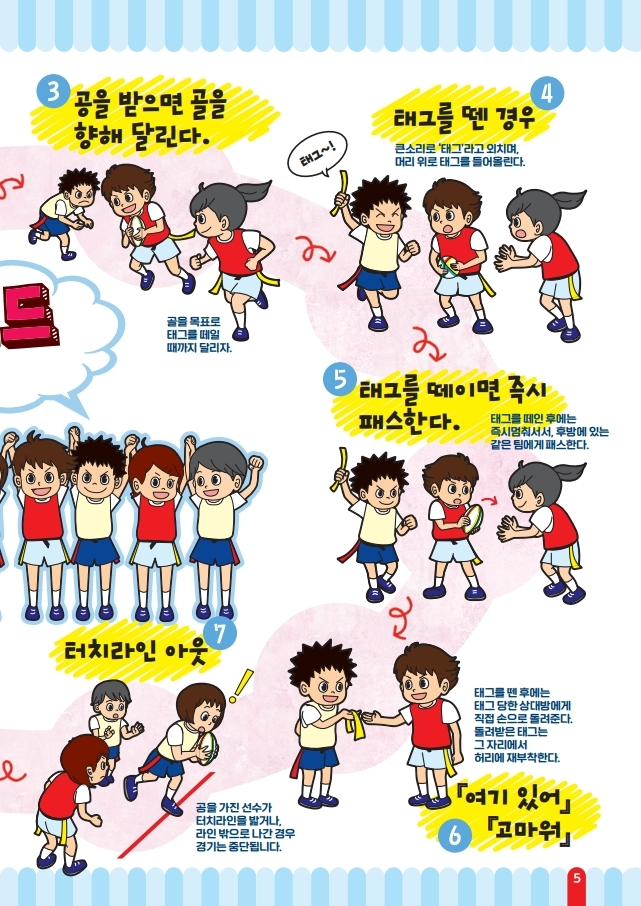 3
공을 받으면 골을
향해 달린다.
골을 목표로
태그를 떼일
때까지 달리자.
4
태그를 뗀 경우
큰소리로 '태그'라고 외치며,
머리 위로 태그를 들어올린다.
태그~!
드
5
태그를 떼이면 즉시
패스한다.
태그를 떼인 후에는
즉시멈춰서서, 후방에 있는
같은 팀에게 패스한다.
태그를 뗀 후에는
태그 당한 상대방에게
직접 손으로 돌려준다.
돌려받은 태그는
그 자리에서
허리에 재부착한다.
6
『여기 있어』
『고마워』
7
터치라인 아웃
공을 가진 선수가
터치라인을 밟거나,
라인 밖으로 나간 경우
경기는 중단됩니다.
5